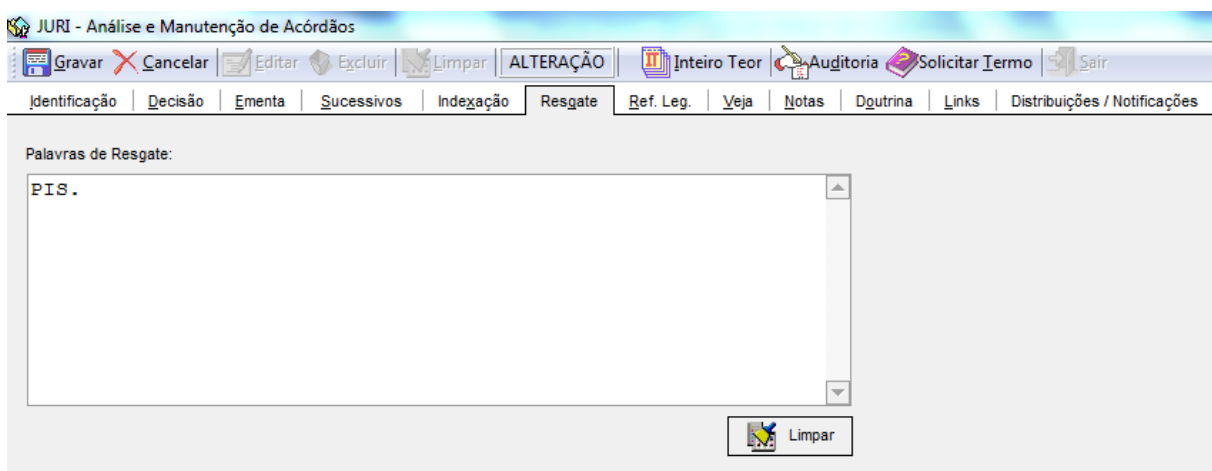 JURI - Análise e Manutenção de Acórdãos
Gravar Cancelar Editar Excluir Limpar ALTERAÇÃO Inteiro Teor Auditoria Solicitar Termo Sair
Identificação Decisão Ementa Sucessivos Indexação Resgate Ref. Leg. Veja Notas Doutrina Links Distribuições / Notificações
Palavras de Resgate:
PIS.
Limpar